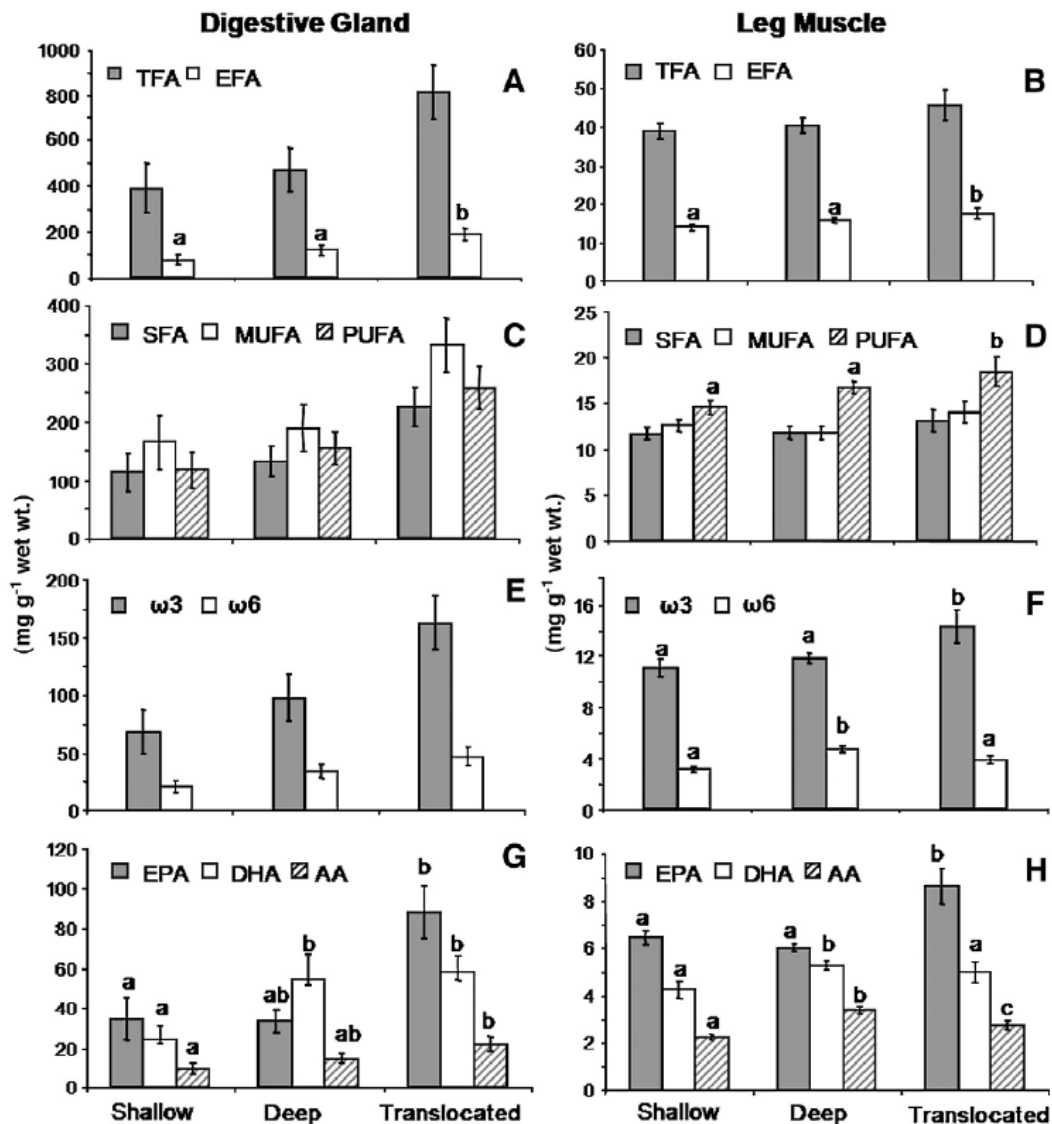 Digestive Gland
Leg Muscle
1000
800
600
400
200
0
TFA EFA
A
a
a
b
60
50
40
30
20
10
0
TFA EFA
B
a
a
b
400
300
200
100
0
SFA MUFA PUFA
C
25
20
15
10
5
0
SFA MUFA PUFA
D
a
a
b
(mg g-1 wet wt.)
(mg g-1 wet wt.)
200
150
100
50
0
ω3 ω6
E
16
12
8
4
0
ω3 ω6
F
a
a
a
b
b
a
120
100
80
60
40
20
0
EPA DHA AA
G
a
a
a
ab
b
ab
b
b
b
Shallow Deep Translocated
10
8
6
4
2
0
EPA DHA AA
H
a
a
a
a
b
b
b
a
c
Shallow Deep Translocated